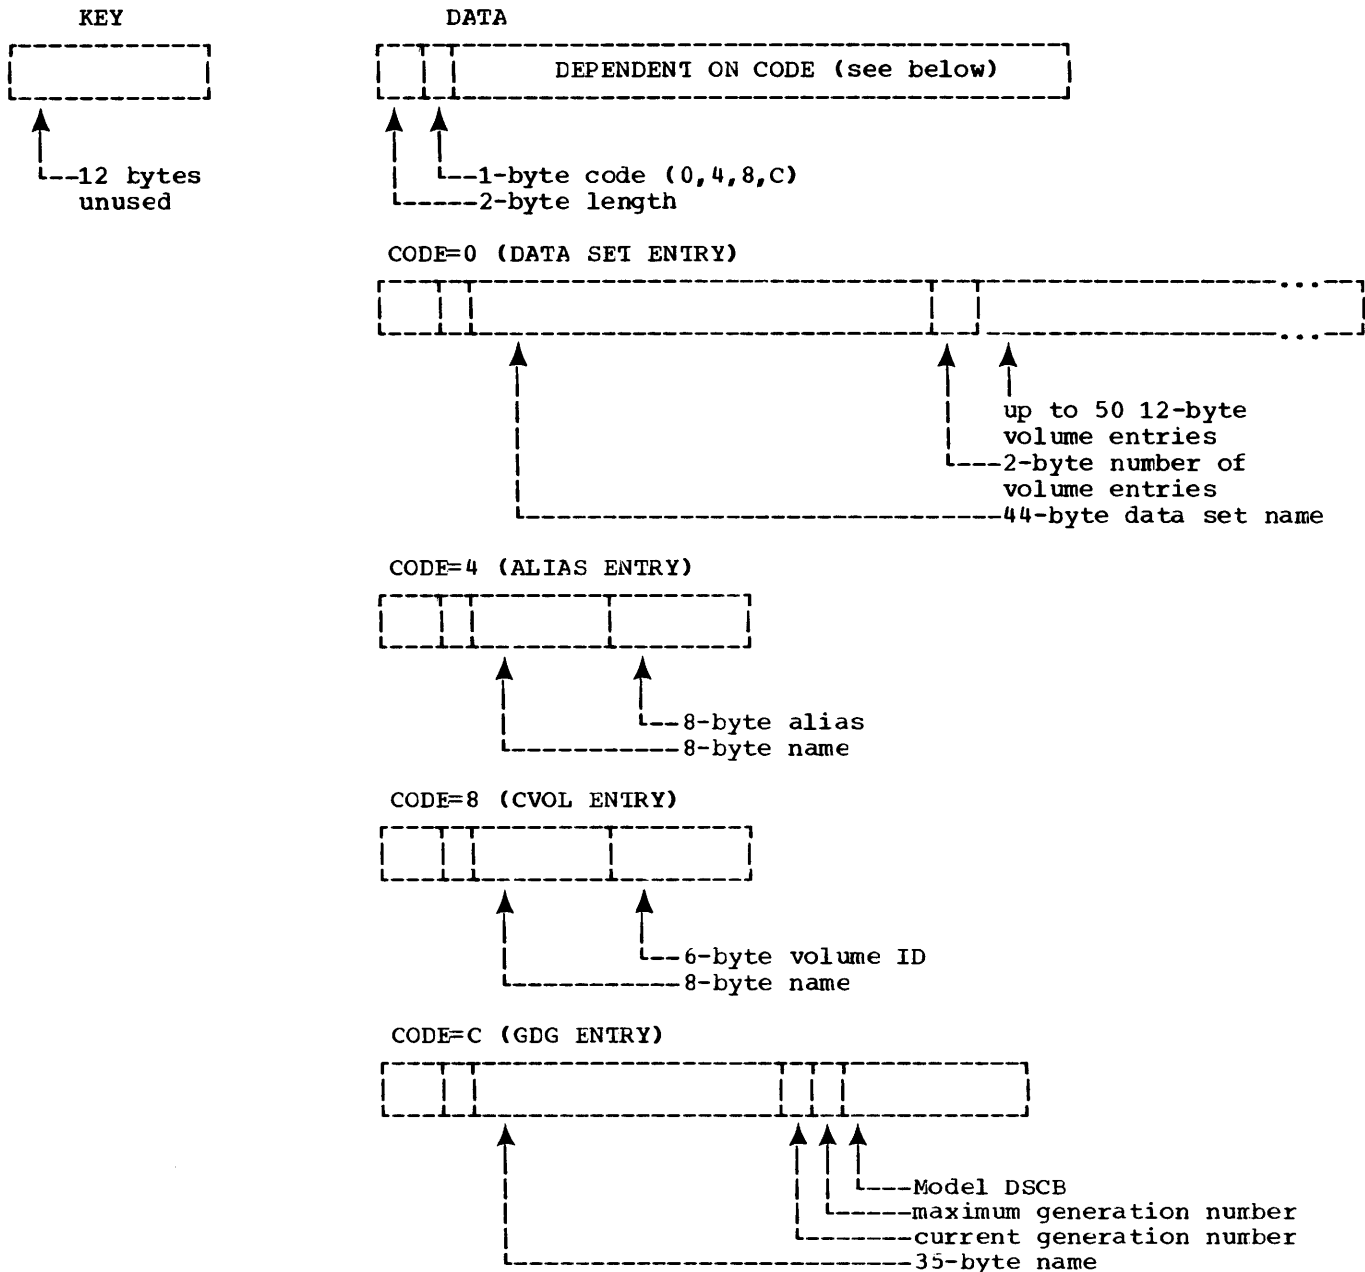 KEY
DATA
DEPENDENT ON CODE (see below)
12 bytes
unused
1-byte code (0,4,8,C)
2-byte length
CODE=0 (DATA SET ENTRY)
...
...
up to 50 12-byte
volume entries
2-byte number of
volume entries
44-byte data set name
CODE=4 (ALIAS ENTRY)
8-byte alias
8-byte name
CODE=8 (CVOL ENTRY)
6-byte volume ID
8-byte name
CODE=C (GDG ENTRY)
Model DSCB
maximum generation number
current generation number
35-byte name